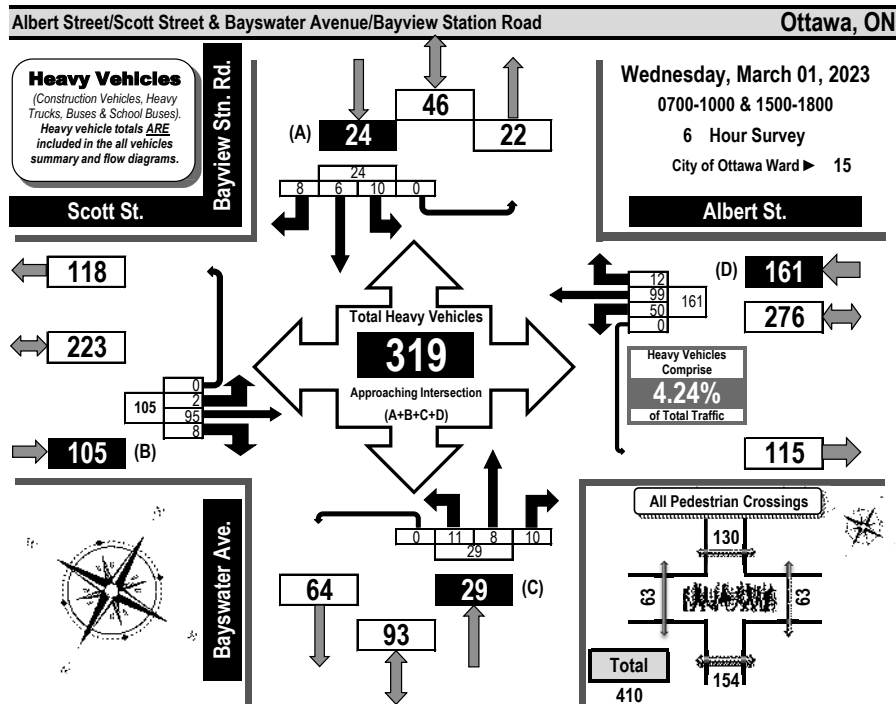 Albert Street/Scott Street & Bayswater Avenue/Bayview Station Road
Ottawa, ON
Heavy Vehicles
(Construction Vehicles, Heavy
Trucks, Buses & School Buses).
Heavy vehicle totals ARE
included in the all vehicles
summary and flow diagrams.
Bayview Stn. Rd.
Scott St.
46
(A)
24
22
24
8 6 10 0
Wednesday, March 01, 2023
0700-1000 & 1500-1800
6 Hour Survey
City of Ottawa Ward ► 15
Albert St.
118
223
105
0
2
95
8
105
(B)
Total Heavy Vehicles
319
Approaching Intersection
(A+B+C+D)
12
99
50
0
161
(D)
161
276
Heavy Vehicles
Comprise
4.24%
of Total Traffic
115
Bayswater Ave.
0 11 8 10
29
64
29
(C)
93
All Pedestrian Crossings
130
63
63
154
Total
410